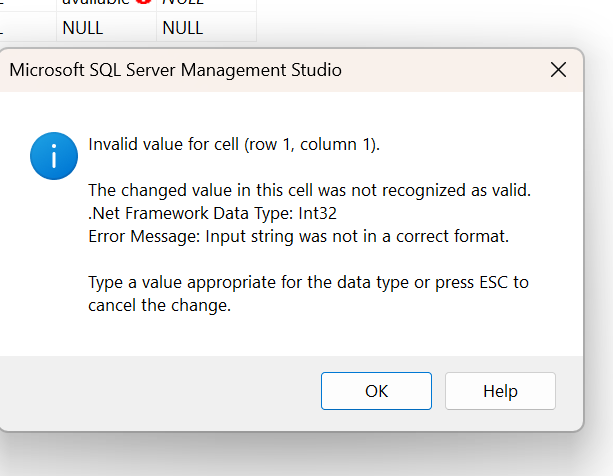 available NULL
NULL NULL
Microsoft SQL Server Management Studio
Invalid value for cell (row 1, column 1).
The changed value in this cell was not recognized as valid.
.Net Framework Data Type: Int32
Error Message: Input string was not in a correct format.
Type a value appropriate for the data type or press ESC to
cancel the change.
OK Help